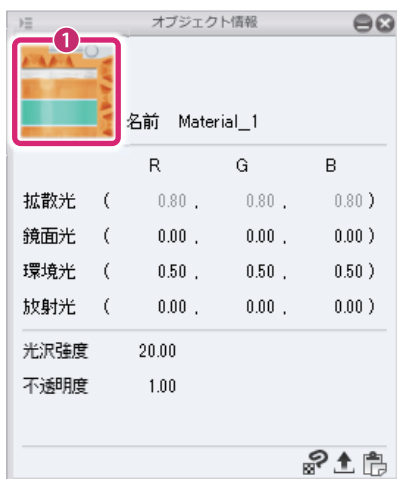 オブジェクト情報
1
名前 Material_1
R G B
拡散光 ( 0.80 , 0.80 , 0.80 )
鏡面光 ( 0.00 , 0.00 , 0.00 )
環境光 ( 0.50 , 0.50 , 0.50 )
放射光 ( 0.00 , 0.00 , 0.00 )
光沢強度 20.00
不透明度 1.00